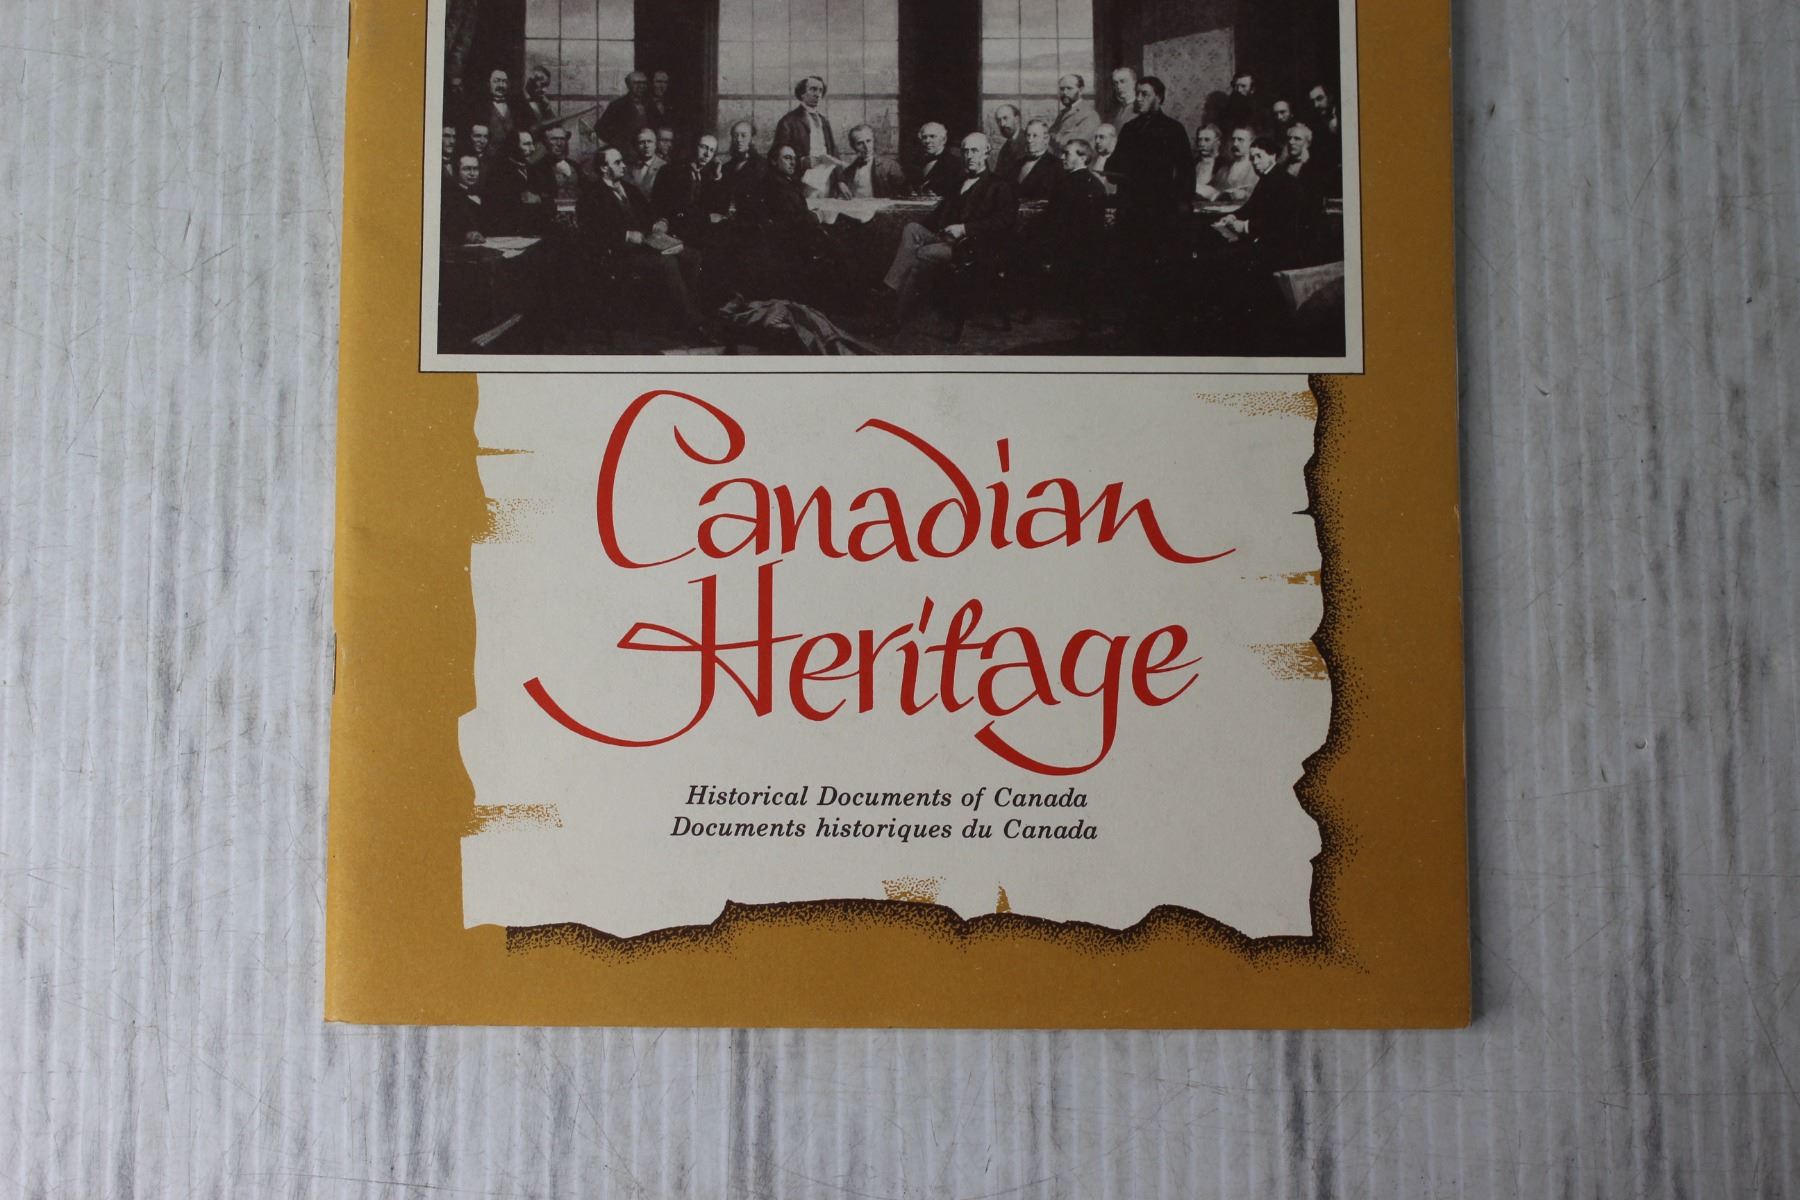 Canadian
Heritage
Historical Documents of Canada
Documents historiques du Canada